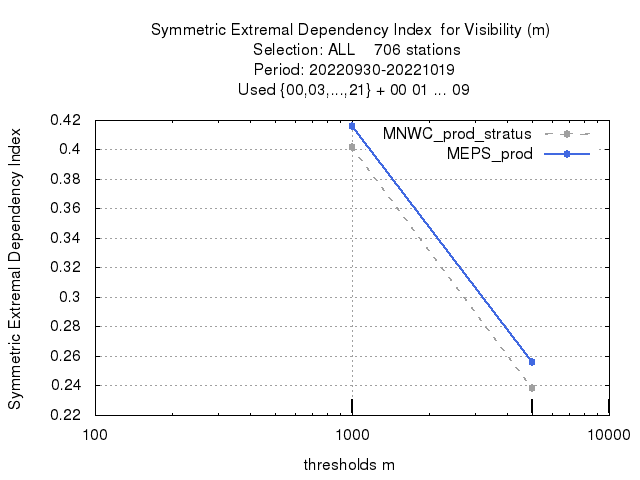 Symmetric Extremal Dependency Index  for Visibility (m)
Selection: ALL    706 stations
Period: 20220930-20221019
Used {00,03,...,21} + 00 01 ... 09
Symmetric Extremal Dependency Index
0.42
0.4
0.38
0.36
0.34
0.32
0.3
0.28
0.26
0.24
0.22
MNWC_prod_stratus
MEPS_prod
100
1000
10000
thresholds m